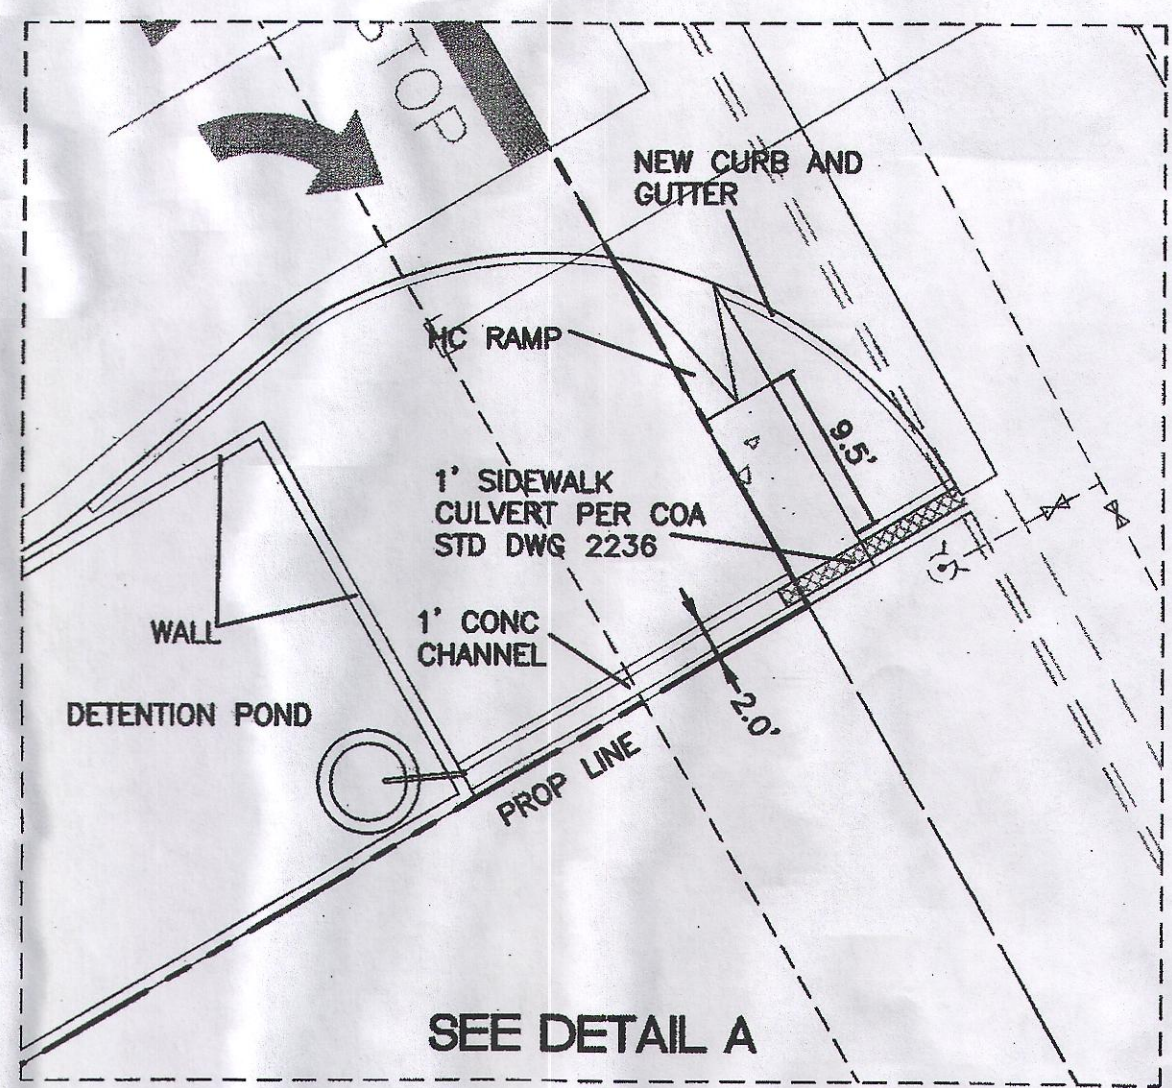 STOP
NEW CURB AND
GUTTER
HC RAMP
9.5'
1' SIDEWALK
CULVERT PER COA
STD DWG 2236
WALL
1' CONC
CHANNEL
DETENTION POND
2.0'
PROP LINE
SEE DETAIL A